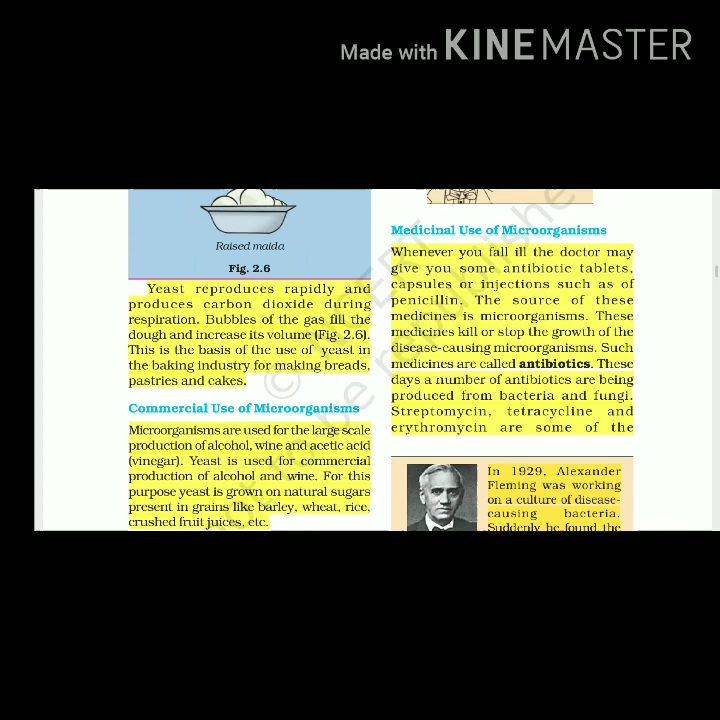 Made with KINEMASTER
Raised maida
Fig. 2.6
Yeast reproduces rapidly and
produces carbon dioxide during
respiration. Bubbles of the gas fill the
dough and increase its volume (Fig. 2.6).
This is the basis of the use of yeast in
the baking industry for making breads,
pastries and cakes.
Commercial Use of Microorganisms
Microorganisms are used for the large scale
production of alcohol, wine and acetic acid
(vinegar). Yeast is used for commercial
production of alcohol and wine. For this
purpose yeast is grown on natural sugars
present in grains like barley, wheat, rice,
crushed fruit juices, etc.
Medicinal Use of Microorganisms
Whenever you fall ill the doctor may
give you some antibiotic tablets,
capsules or injections such as of
penicillin. The source of these
medicines is microorganisms. These
medicines kill or stop the growth of the
disease-causing microorganisms. Such
medicines are called antibiotics. These
days a number of antibiotics are being
produced from bacteria and fungi.
Streptomycin, tetracycline and
erythromycin are some of the
In 1929, Alexander
Fleming was working
on a culture of disease-
causing bacteria.
Suddenly he found the
© NCERT
not to be republished